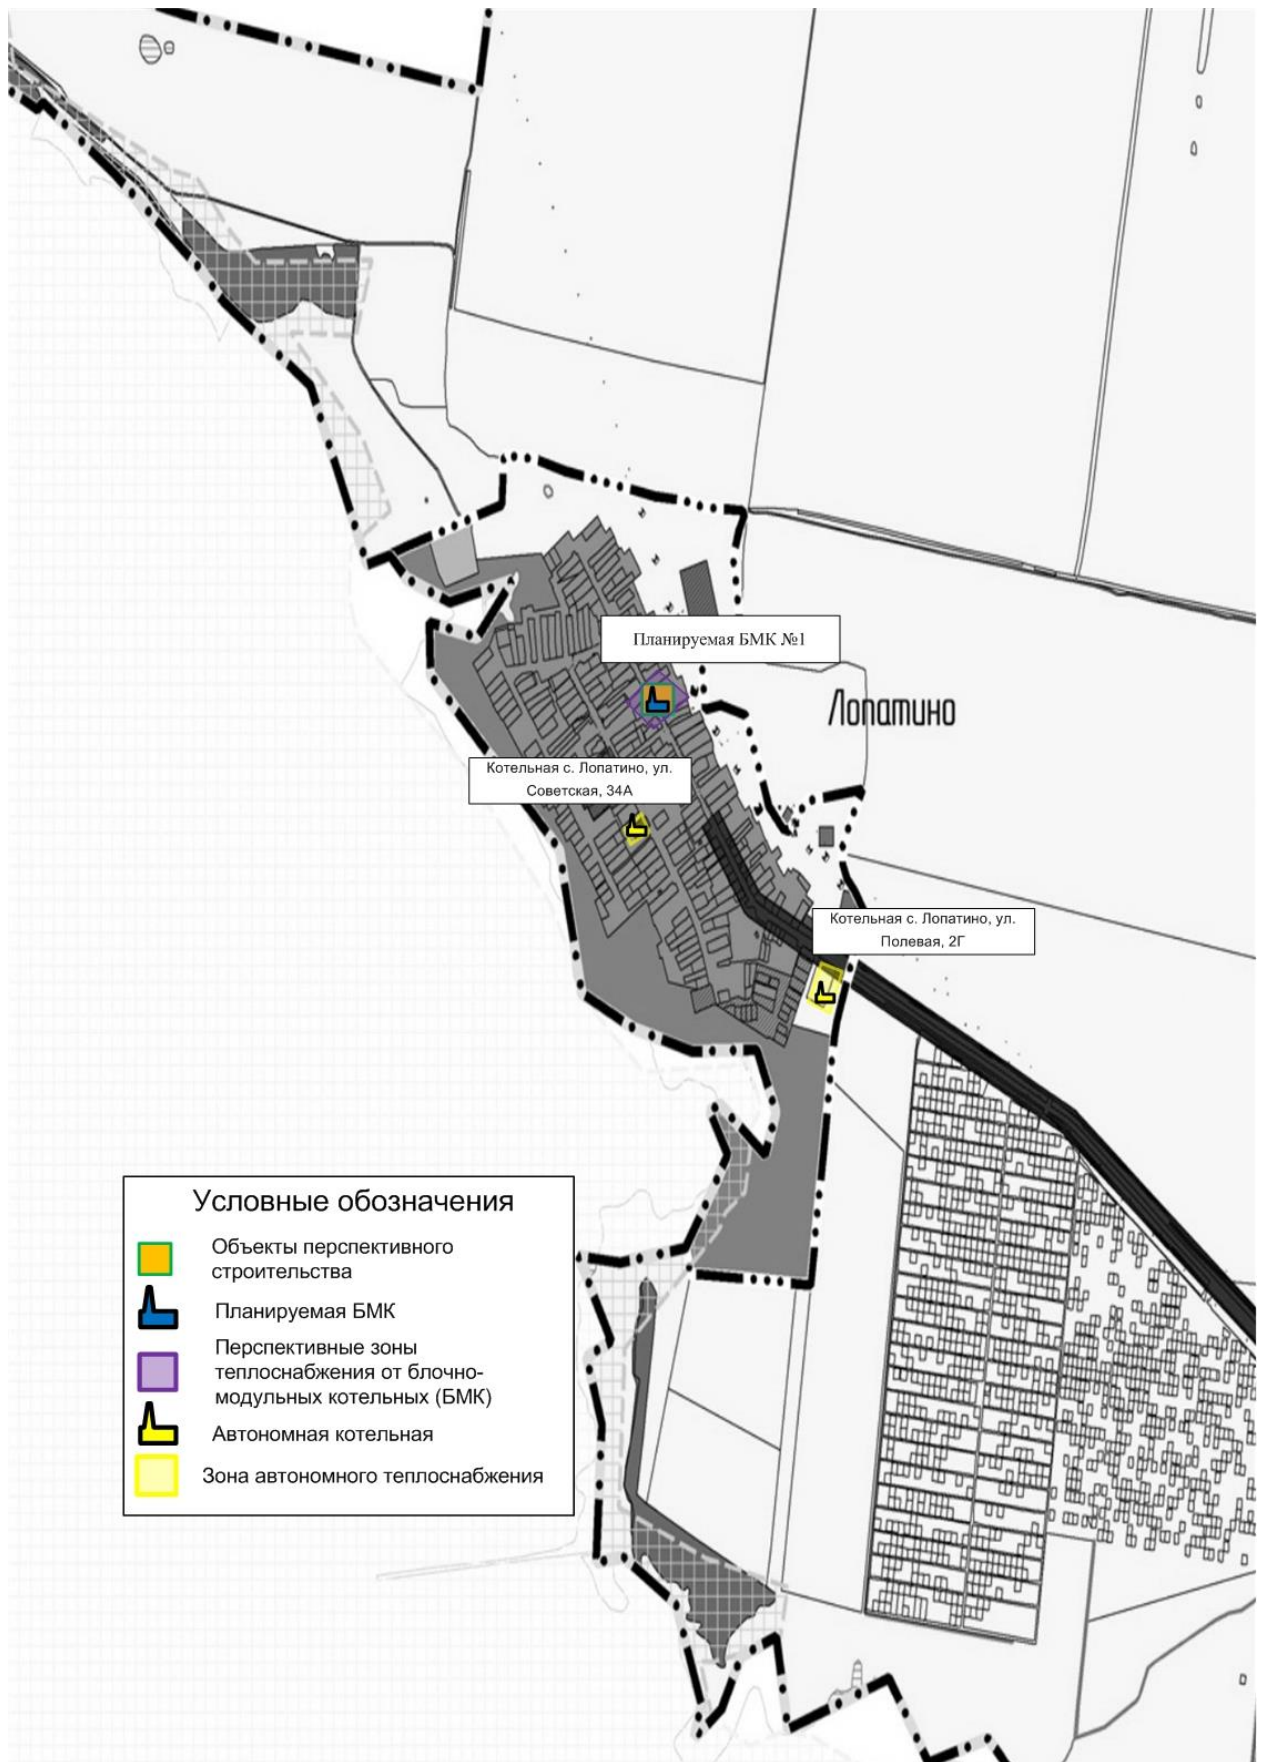 Планируемая БМК №1
Лопатино
Котельная с. Лопатино, ул.
Советская, 34А
Котельная с. Лопатино, ул.
Полевая, 2Г
Условные обозначения
Объекты перспективного
строительства
Планируемая БМК
Перспективные зоны
теплоснабжения от блочно-
модульных котельных (БМК)
Автономная котельная
Зона автономного теплоснабжения